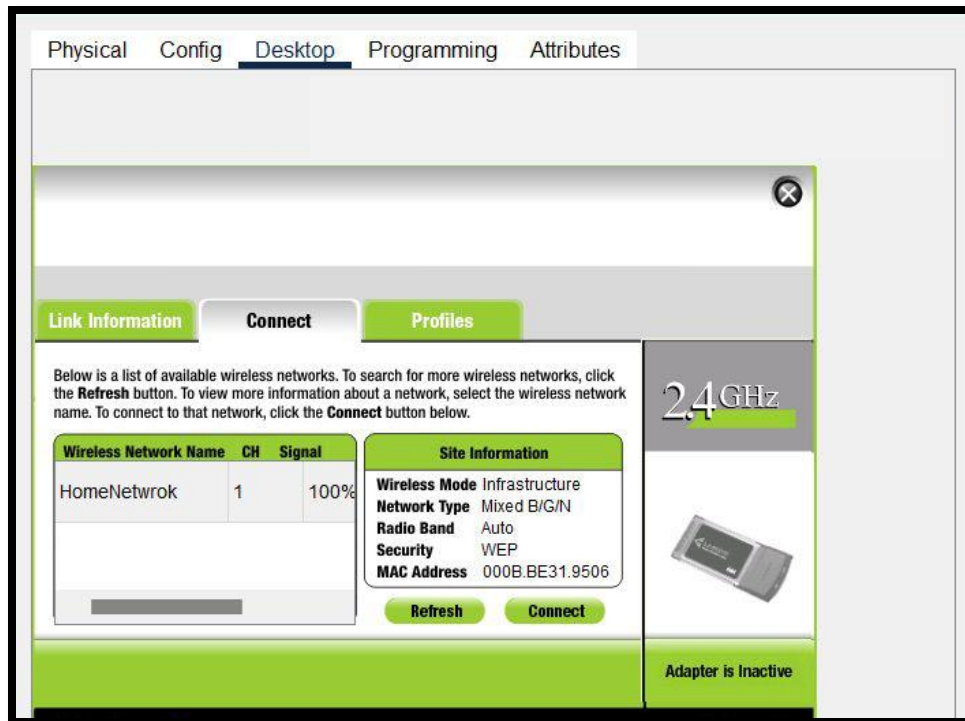 Physical Config Desktop Programming Attributes
Link Information Connect Profiles
Below is a list of available wireless networks. To search for more wireless networks, click
the Refresh button. To view more information about a network, select the wireless network
name. To connect to that network, click the Connect button below.
2.4 GHz
Wireless Network Name CH Signal
HomeNetwrok 1 100%
Site Information
Wireless Mode Infrastructure
Network Type Mixed B/G/N
Radio Band Auto
Security WEP
MAC Address 000B.BE31.9506
Refresh Connect
Adapter is Inactive